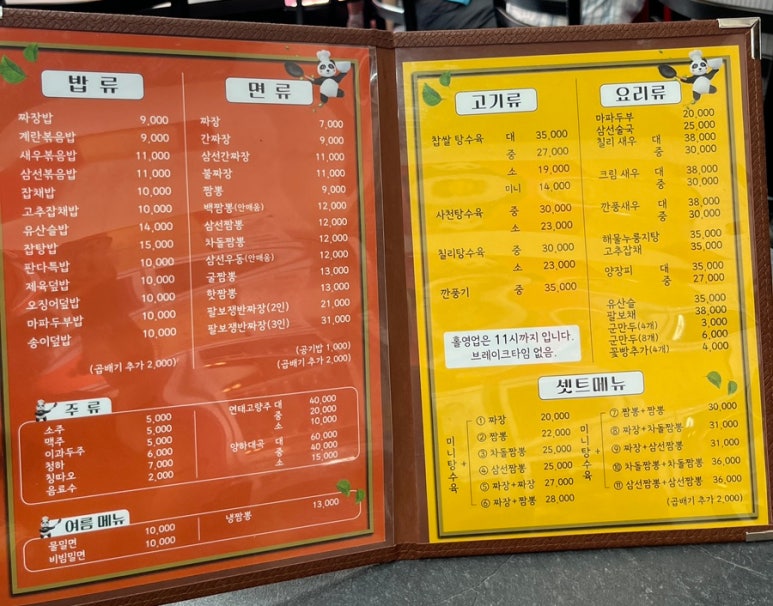 밥류
짜장밥 9,000
계란볶음밥 9,000
새우볶음밥 11,000
삼선볶음밥 11,000
잡채밥 10,000
고추잡채밥 10,000
유산슬밥 14,000
잡탕밥 15,000
판다특밥 10,000
제육덮밥 10,000
오징어덮밥 10,000
마파두부밥 10,000
송이덮밥 10,000
(곱배기 추가 2,000)
면류
짜장 7,000
간짜장 9,000
삼선간짜장 11,000
불짜장 11,000
짬뽕 9,000
백짬뽕(안매움) 12,000
삼선짬뽕 12,000
차돌짬뽕 12,000
삼선우동(안매움) 12,000
굴짬뽕 13,000
핫짬뽕 13,000
팔보쟁반짜장(2인) 21,000
팔보쟁반짜장(3인) 31,000
(공기밥 1,000)
(곱배기 추가 2,000)
주류
소주 5,000
맥주 5,000
이과두주 5,000
청하 6,000
칭따오 7,000
음료수 2,000
연태고량주 대 40,000
중 20,000
소 10,000
양하대곡 대 60,000
중 40,000
소 15,000
여름 메뉴
물밀면 10,000
비빔밀면 10,000
냉짬뽕 13,000
고기류
찹쌀 탕수육 대 35,000
중 27,000
소 19,000
미니 14,000
사천탕수육 중 30,000
소 23,000
칠리탕수육 중 30,000
소 23,000
깐풍기 중 35,000
홀영업은 11시까지 입니다.
브레이크타임 없음.
요리류
마파두부 20,000
삼선술국 25,000
칠리 새우 대 38,000
중 30,000
크림 새우 대 38,000
중 30,000
깐풍새우 대 38,000
중 30,000
해물누룽지탕 35,000
고추잡채 35,000
양장피 대 35,000
중 27,000
유산슬 35,000
팔보채 38,000
군만두(4개) 3,000
군만두(8개) 6,000
꽃빵추가(4개) 4,000
셋트메뉴
미니탕수육 +
① 짜장 20,000
② 짬뽕 22,000
③ 차돌짬뽕 25,000
④ 삼선짬뽕 25,000
⑤ 짜장+짜장 27,000
⑥ 짜장+짬뽕 28,000
미니탕수육 +
⑦ 짬뽕+짬뽕 30,000
⑧ 짜장+차돌짬뽕 31,000
⑨ 짜장+삼선짬뽕 31,000
⑩ 차돌짬뽕+차돌짬뽕 36,000
⑪ 삼선짬뽕+삼선짬뽕 36,000
(곱배기 추가 2,000)